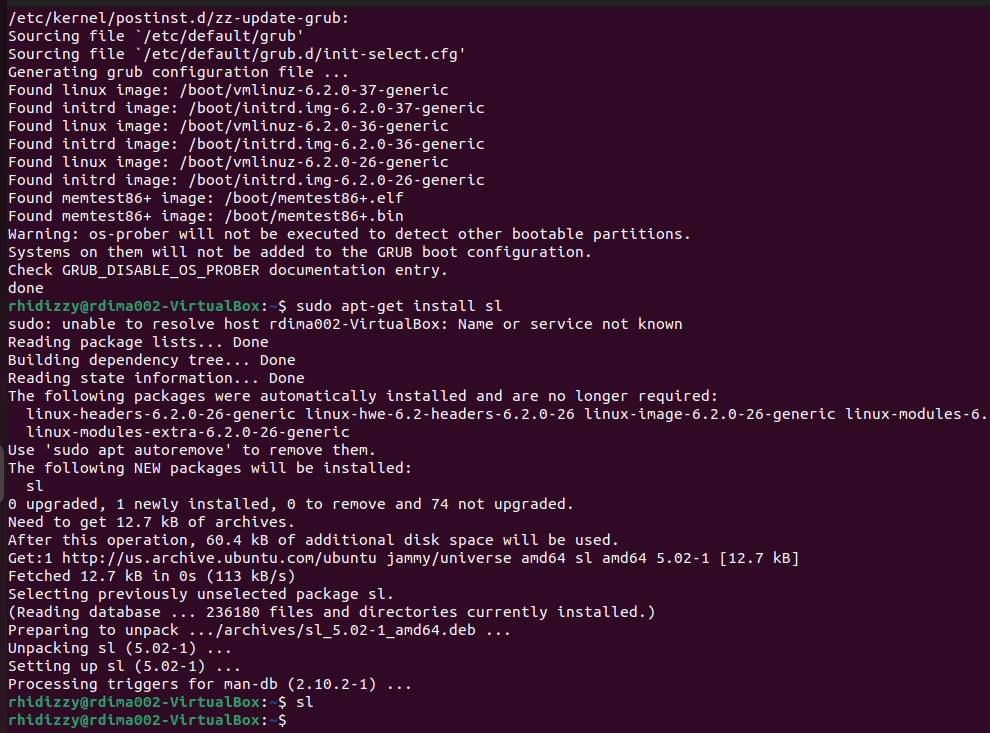 /etc/kernel/postinst.d/zz-update-grub:
Sourcing file `/etc/default/grub'
Sourcing file `/etc/default/grub.d/init-select.cfg'
Generating grub configuration file ...
Found linux image: /boot/vmlinuz-6.2.0-37-generic
Found initrd image: /boot/initrd.img-6.2.0-37-generic
Found linux image: /boot/vmlinuz-6.2.0-36-generic
Found initrd image: /boot/initrd.img-6.2.0-36-generic
Found linux image: /boot/vmlinuz-6.2.0-26-generic
Found initrd image: /boot/initrd.img-6.2.0-26-generic
Found memtest86+ image: /boot/memtest86+.elf
Found memtest86+ image: /boot/memtest86+.bin
Warning: os-prober will not be executed to detect other bootable partitions.
Systems on them will not be added to the GRUB boot configuration.
Check GRUB_DISABLE_OS_PROBER documentation entry.
done
rhidizzy@rdima002-VirtualBox:~$ sudo apt-get install sl
sudo: unable to resolve host rdima002-VirtualBox: Name or service not known
Reading package lists... Done
Building dependency tree... Done
Reading state information... Done
The following packages were automatically installed and are no longer required:
  linux-headers-6.2.0-26-generic linux-hwe-6.2-headers-6.2.0-26 linux-image-6.2.0-26-generic linux-modules-6.
  linux-modules-extra-6.2.0-26-generic
Use 'sudo apt autoremove' to remove them.
The following NEW packages will be installed:
  sl
0 upgraded, 1 newly installed, 0 to remove and 74 not upgraded.
Need to get 12.7 kB of archives.
After this operation, 60.4 kB of additional disk space will be used.
Get:1 http://us.archive.ubuntu.com/ubuntu jammy/universe amd64 sl amd64 5.02-1 [12.7 kB]
Fetched 12.7 kB in 0s (113 kB/s)
Selecting previously unselected package sl.
(Reading database ... 236180 files and directories currently installed.)
Preparing to unpack .../archives/sl_5.02-1_amd64.deb ...
Unpacking sl (5.02-1) ...
Setting up sl (5.02-1) ...
Processing triggers for man-db (2.10.2-1) ...
rhidizzy@rdima002-VirtualBox:~$ sl
rhidizzy@rdima002-VirtualBox:~$